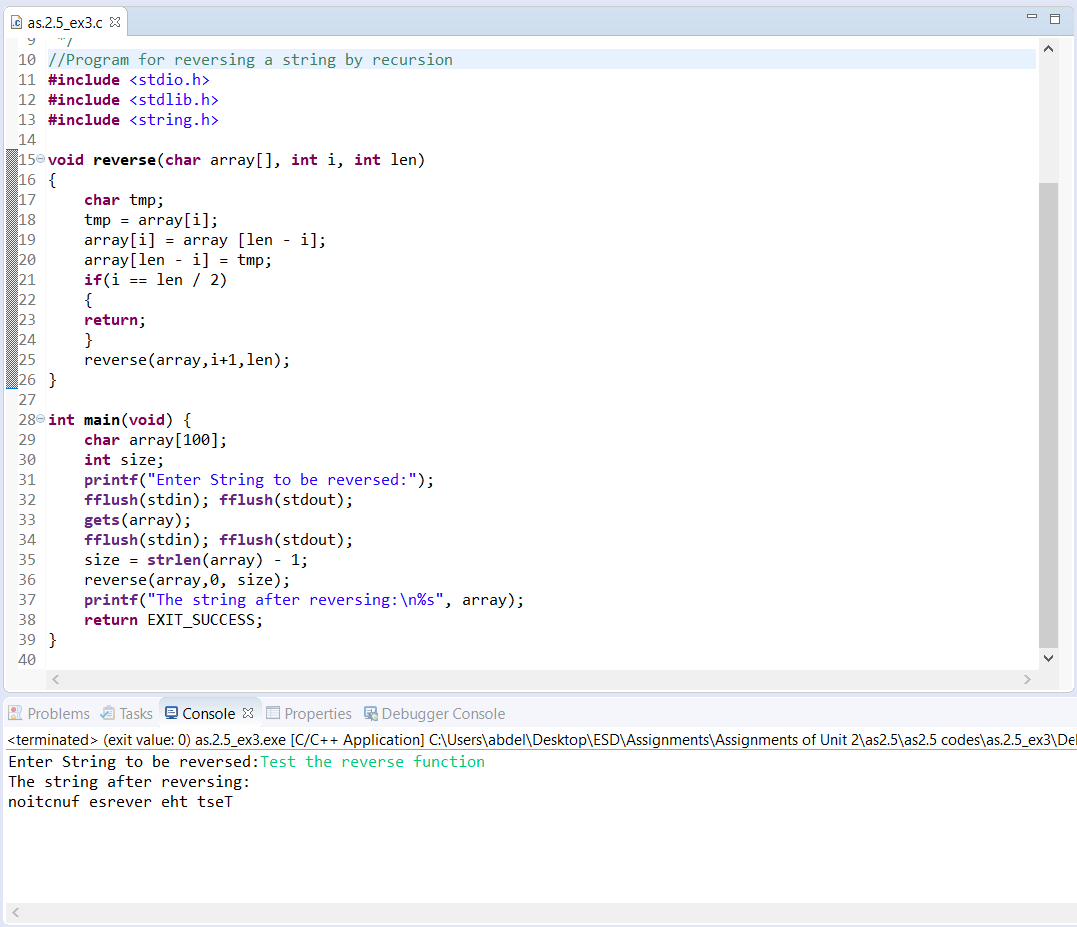 as.2.5_ex3.c
9 */
10 //Program for reversing a string by recursion
11 #include <stdio.h>
12 #include <stdlib.h>
13 #include <string.h>
14
15 void reverse(char array[], int i, int len)
16 {
17     char tmp;
18     tmp = array[i];
19     array[i] = array [len - i];
20     array[len - i] = tmp;
21     if(i == len / 2)
22     {
23     return;
24     }
25     reverse(array,i+1,len);
26 }
27
28 int main(void) {
29     char array[100];
30     int size;
31     printf("Enter String to be reversed:");
32     fflush(stdin); fflush(stdout);
33     gets(array);
34     fflush(stdin); fflush(stdout);
35     size = strlen(array) - 1;
36     reverse(array,0, size);
37     printf("The string after reversing:\n%s", array);
38     return EXIT_SUCCESS;
39 }
40
Problems Tasks Console Properties Debugger Console
<terminated> (exit value: 0) as.2.5_ex3.exe [C/C++ Application] C:\Users\abdel\Desktop\ESD\Assignments\Assignments of Unit 2\as2.5\as2.5 codes\as.2.5_ex3\De
Enter String to be reversed:Test the reverse function
The string after reversing:
noitcnuf esrever eht tseT